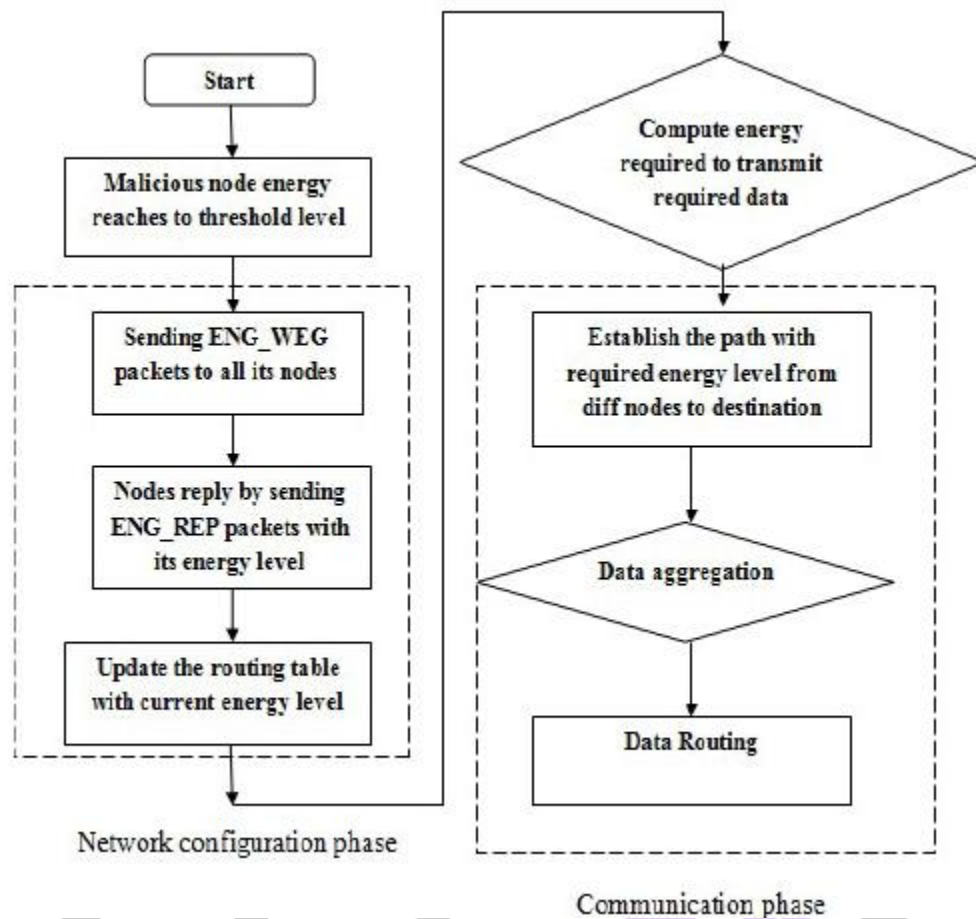 Start
Malicious node energy
reaches to threshold level
Sending ENG_WEG
packets to all its nodes
Nodes reply by sending
ENG_REP packets with
its energy level
Update the routing table
with current energy level
Network configuration phase
Compute energy
required to transmit
required data
Establish the path with
required energy level from
diff nodes to destination
Data aggregation
Data Routing
Communication phase